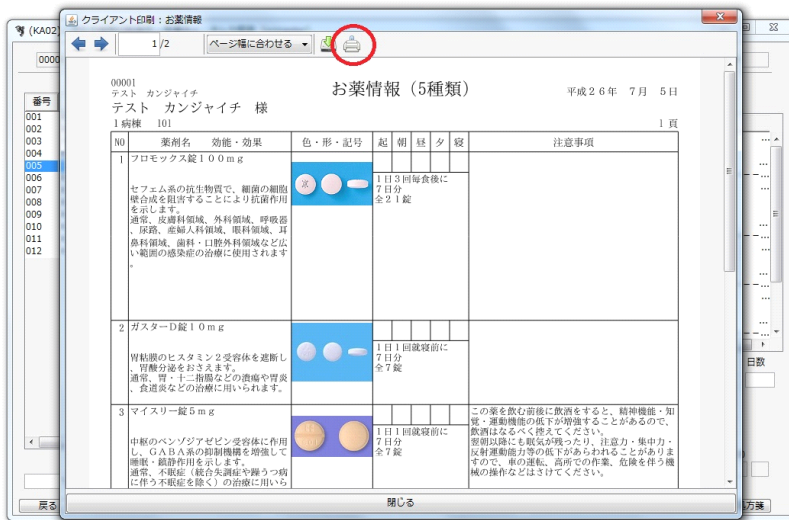 クライアント印刷：お薬情報
(KA02)
1/2
ページ幅に合わせる
0000
番号
001
002
003
004
005
006
007
008
009
010
011
012
00001
テスト カンジャイチ
テスト カンジャイチ 様
1病棟 101
お薬情報（5種類）
平成２６年 ７月 ５日
1 頁
NO 薬剤名 効能・効果 色・形・記号 起 朝 昼 夕 寝 注意事項
1 フロモックス錠１００ｍｇ
セフェム系の抗生物質で、細菌の細胞
壁合成を阻害することにより抗菌作用
を示します。
通常、皮膚科領域、外科領域、呼吸器
、尿路、産婦人科領域、眼科領域、耳
鼻科領域、歯科・口腔外科領域など広
い範囲の感染症の治療に使用されます
。
1日3回毎食後に
7日分
全２１錠
2 ガスターＤ錠１０ｍｇ
胃粘膜のヒスタミン２受容体を遮断し
、胃酸分泌をおさえます。
通常、胃・十二指腸などの潰瘍や胃炎
、食道炎などの治療に用いられます。
1日1回就寝前に
7日分
全７錠
3 マイスリー錠５ｍｇ
中枢のベンゾジアゼピン受容体に作用
し、ＧＡＢＡ系の抑制機構を増強して
睡眠・鎮静作用を示します。
通常、不眠症（統合失調症や躁うつ病
に伴う不眠症を除く）の治療に用いら
1日1回就寝前に
7日分
全７錠
この薬を飲む前後に飲酒をすると、精神機能・知
覚・運動機能の低下が増強することがあるので、
飲酒はなるべく控えてください。
翌朝以降にも眠気が残ったり、注意力・集中力・
反射運動能力等の低下があらわれることがありま
すので、車の運転、高所での作業、危険を伴う機
械の操作などはさけてください。
閉じる
戻る
日数
処方箋